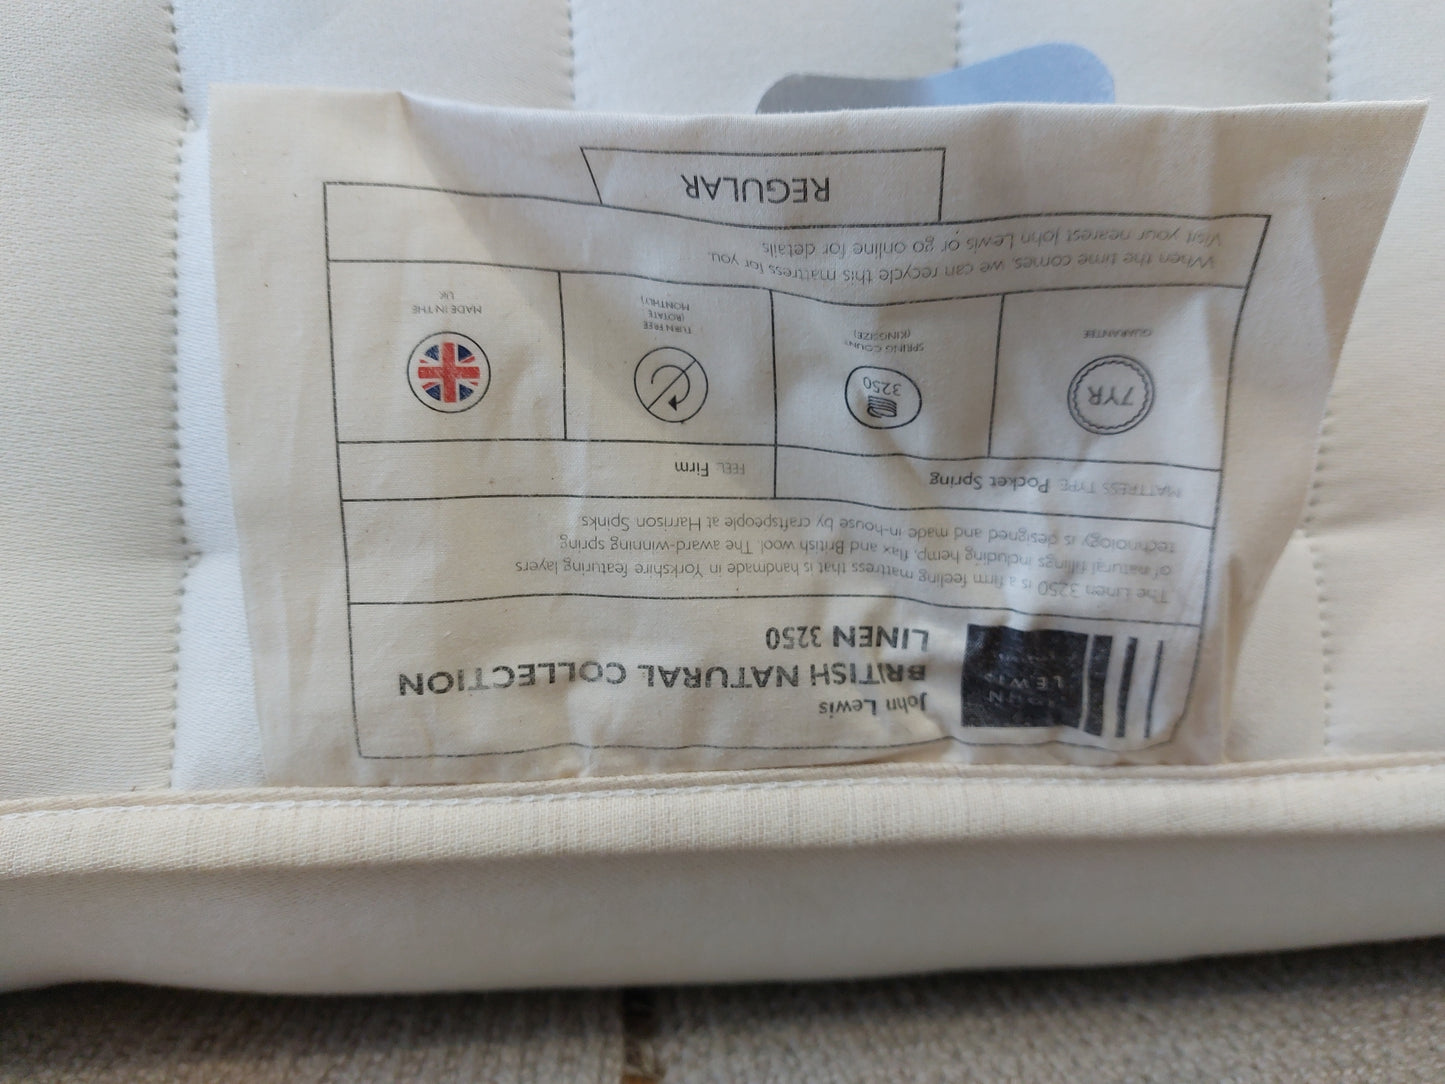 JOHN
LEWIS
John Lewis
BRITISH NATURAL COLLECTION
LINEN 3250
The Linen 3250 is a firm feeling mattress that is handmade in Yorkshire featuring layers
of natural fillings including hemp, flax and British wool. The award-winning spring
technology is designed and made in-house by craftspeople at Harrison Spinks.
MATTRESS TYPE Pocket Spring
FEEL Firm
7YR
GUARANTEE
3250
SPRING COUNT
(KINGSIZE)
TURN FREE
(ROTATE
MONTHLY)
MADE IN THE
UK
When the time comes, we can recycle this mattress for you.
Visit your nearest John Lewis or go online for details.
REGULAR